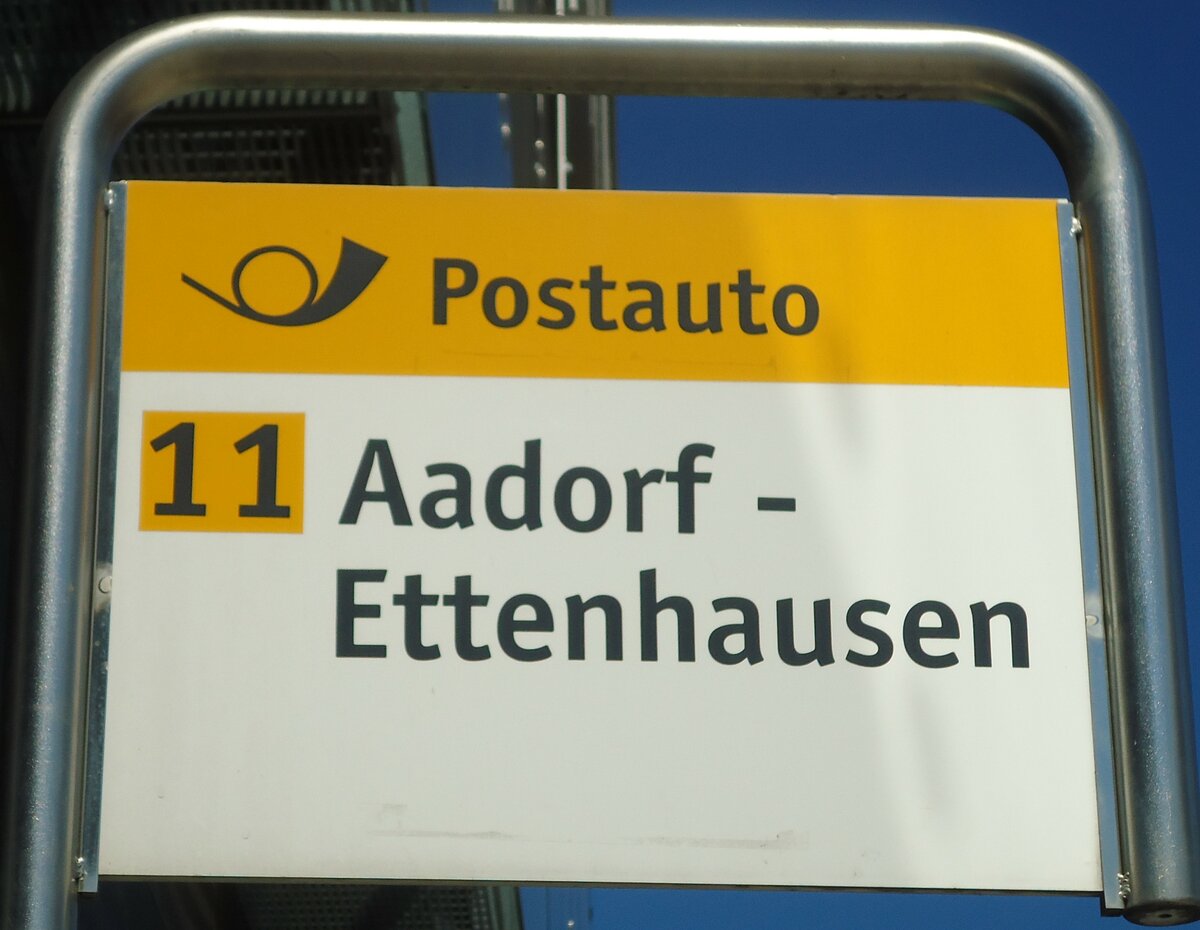 Postauto
11 Aadorf -
Ettenhausen